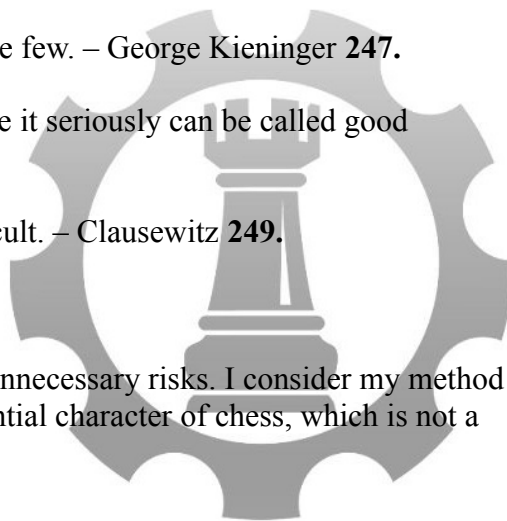 e few. – George Kieninger 247.
e it seriously can be called good
cult. – Clausewitz 249.
nnecessary risks. I consider my method
ntial character of chess, which is not a